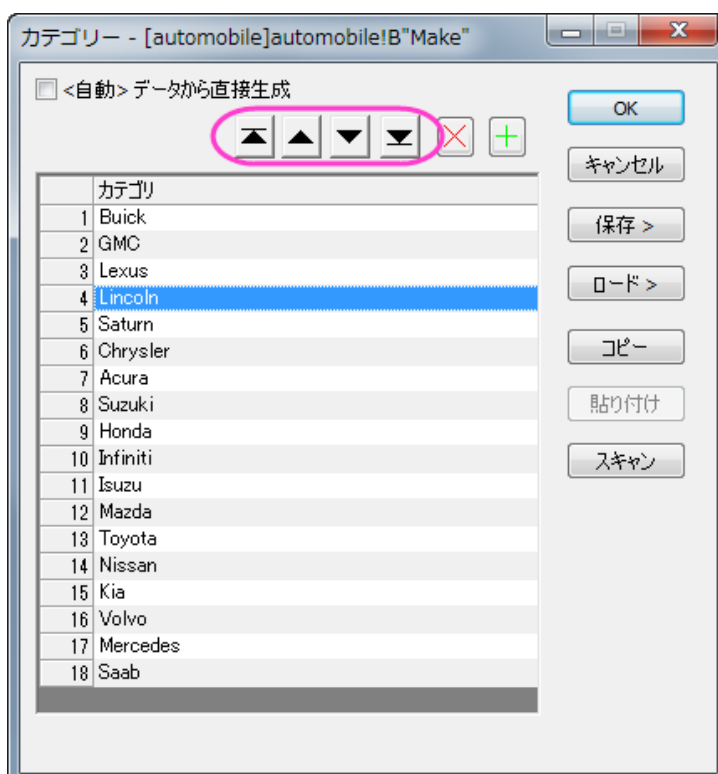 カテゴリー - [automobile]automobile!B"Make"
<自動> データから直接生成
OK
キャンセル
保存 >
ロード >
コピー
貼り付け
スキャン
カテゴリ
1 Buick
2 GMC
3 Lexus
4 Lincoln
5 Saturn
6 Chrysler
7 Acura
8 Suzuki
9 Honda
10 Infiniti
11 Isuzu
12 Mazda
13 Toyota
14 Nissan
15 Kia
16 Volvo
17 Mercedes
18 Saab